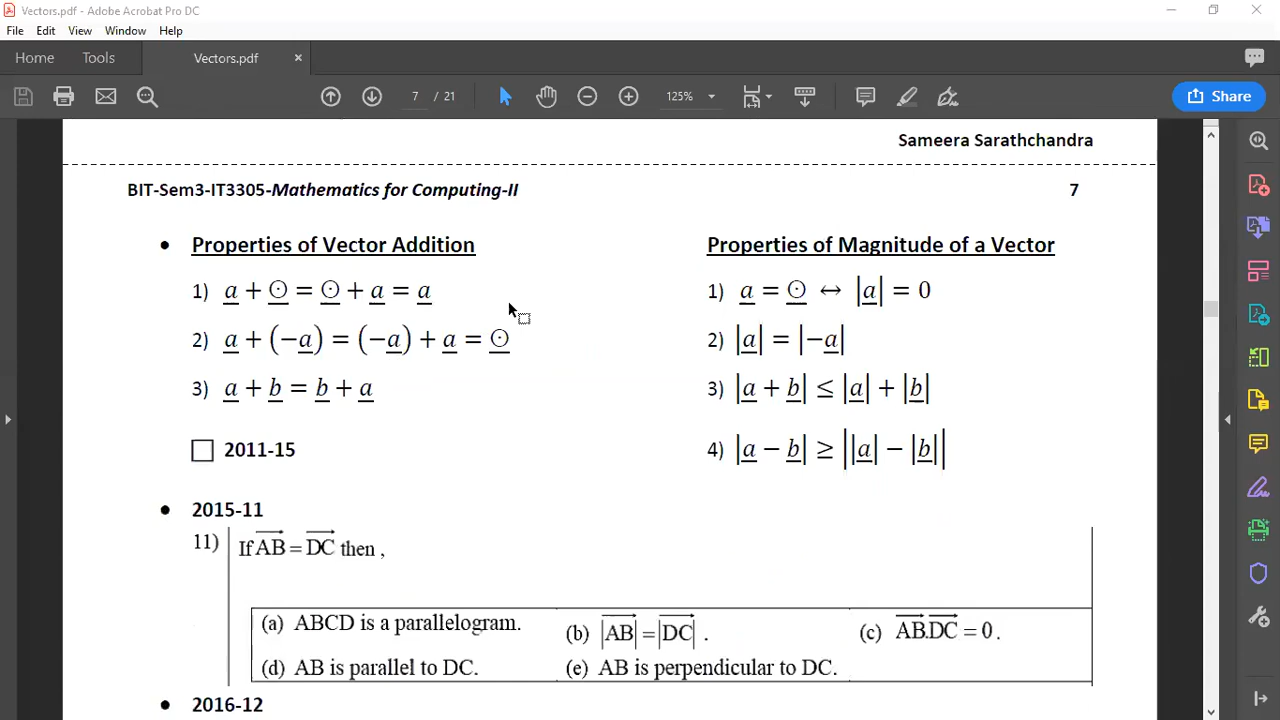 Vectors.pdf - Adobe Acrobat Pro DC
File Edit View Window Help
Home Tools Vectors.pdf ×
7 / 21 125% Share
Sameera Sarathchandra
BIT-Sem3-IT3305-Mathematics for Computing-II 7
• Properties of Vector Addition
1) a + ⊙ = ⊙ + a = a
2) a + (−a) = (−a) + a = ⊙
3) a + b = b + a
☐ 2011-15
Properties of Magnitude of a Vector
1) a = ⊙ ↔ |a| = 0
2) |a| = |−a|
3) |a + b| ≤ |a| + |b|
4) |a − b| ≥ ||a| − |b||
• 2015-11
11) If AB = DC then ,
(a) ABCD is a parallelogram. (b) |AB| = |DC| . (c) AB.DC = 0 .
(d) AB is parallel to DC. (e) AB is perpendicular to DC.
• 2016-12